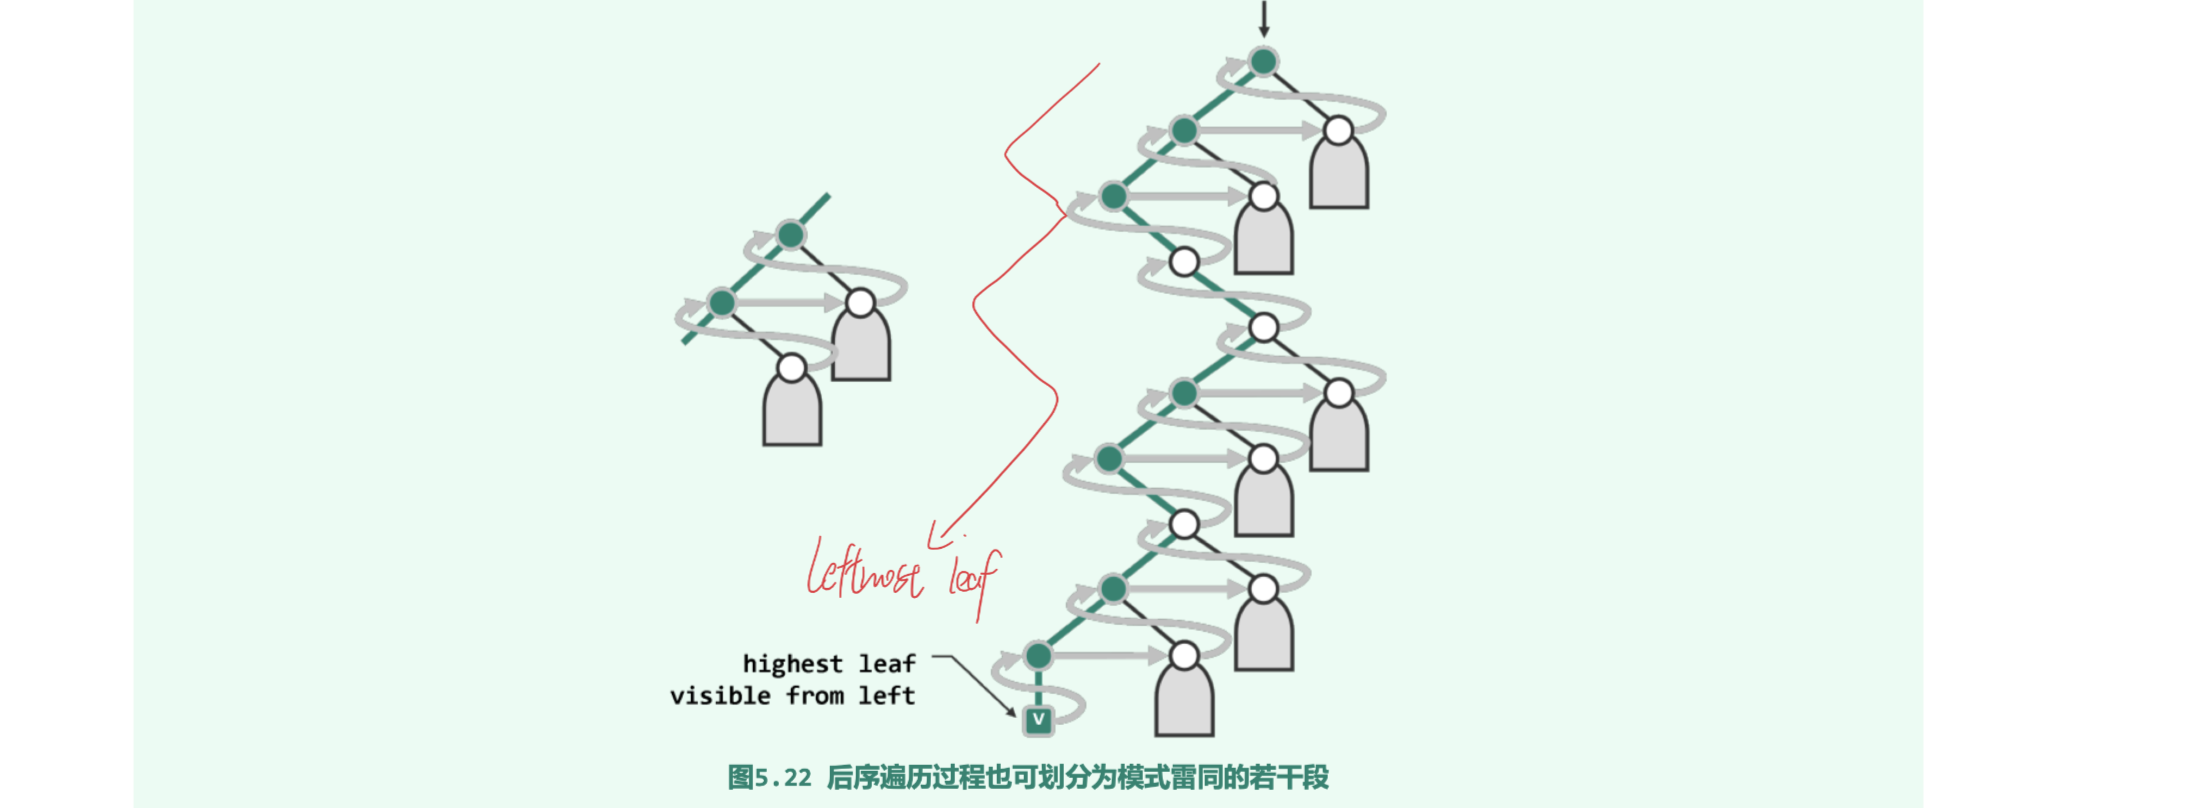 Leftmost leaf
highest leaf
visible from left
V
图5.22 后序遍历过程也可划分为模式雷同的若干段